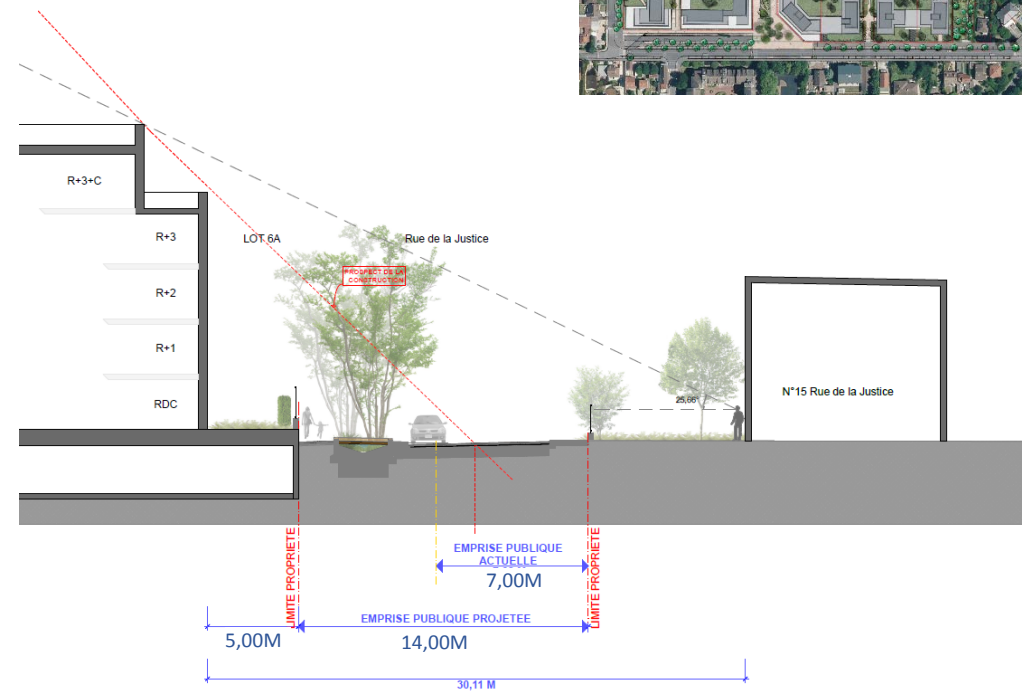 R+3+C
R+3
LOT 6A
Rue de la Justice
PROSPECT DE LA
CONSTRUCTION
R+2
R+1
RDC
25,66
N°15 Rue de la Justice
LIMITE PROPRIETE
EMPRISE PUBLIQUE
ACTUELLE
7,00M
LIMITE PROPRIETE
EMPRISE PUBLIQUE PROJETEE
5,00M
14,00M
30,11 M